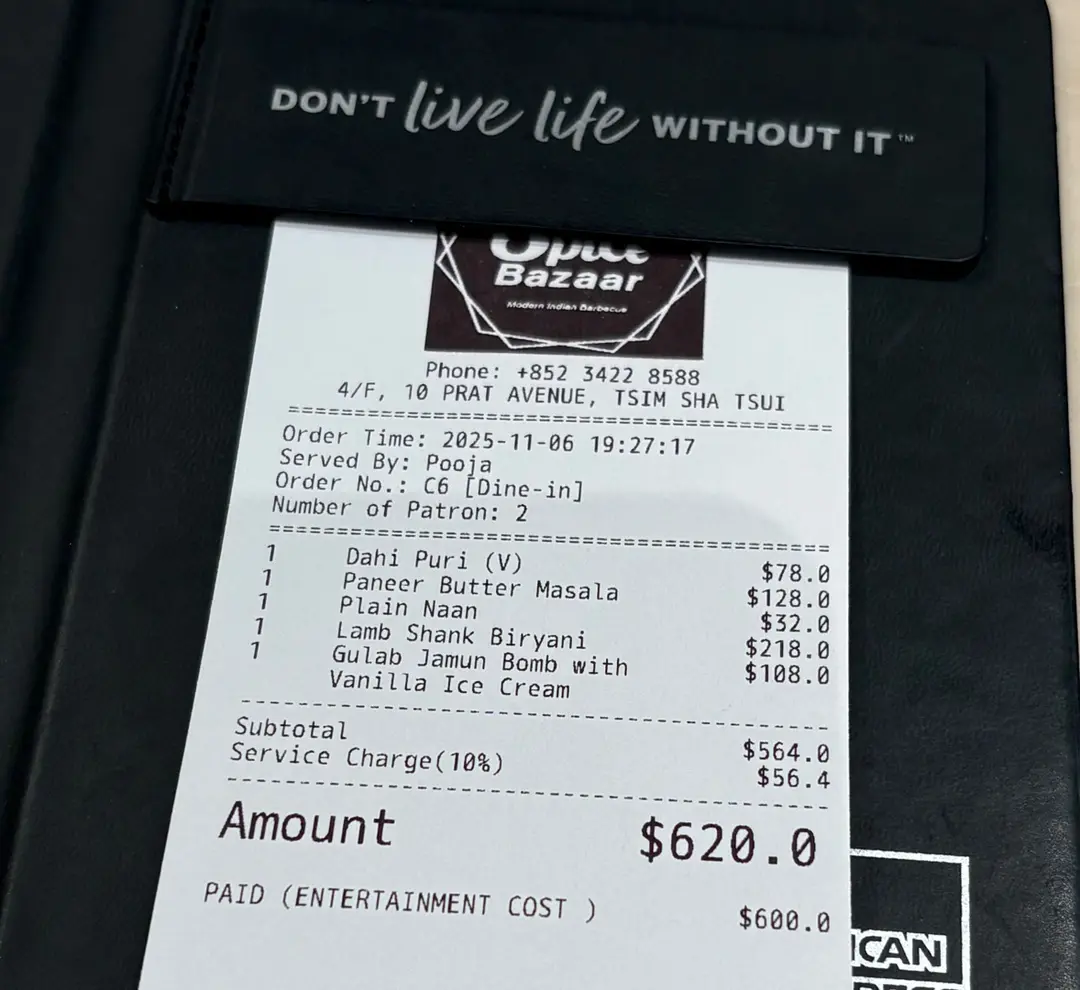 DON'T live life WITHOUT IT™
Spice
Bazaar
Modern Indian Barbecue
Phone: +852 3422 8588
4/F, 10 PRAT AVENUE, TSIM SHA TSUI
================================================
Order Time: 2025-11-06 19:27:17
Served By: Pooja
Order No.: C6 [Dine-in]
Number of Patron: 2
================================================
1 Dahi Puri (V) $78.0
1 Paneer Butter Masala $128.0
1 Plain Naan $32.0
1 Lamb Shank Biryani $218.0
1 Gulab Jamun Bomb with $108.0
Vanilla Ice Cream
------------------------------------------------
Subtotal $564.0
Service Charge(10%) $56.4
------------------------------------------------
Amount $620.0
PAID (ENTERTAINMENT COST ) $600.0
ICAN